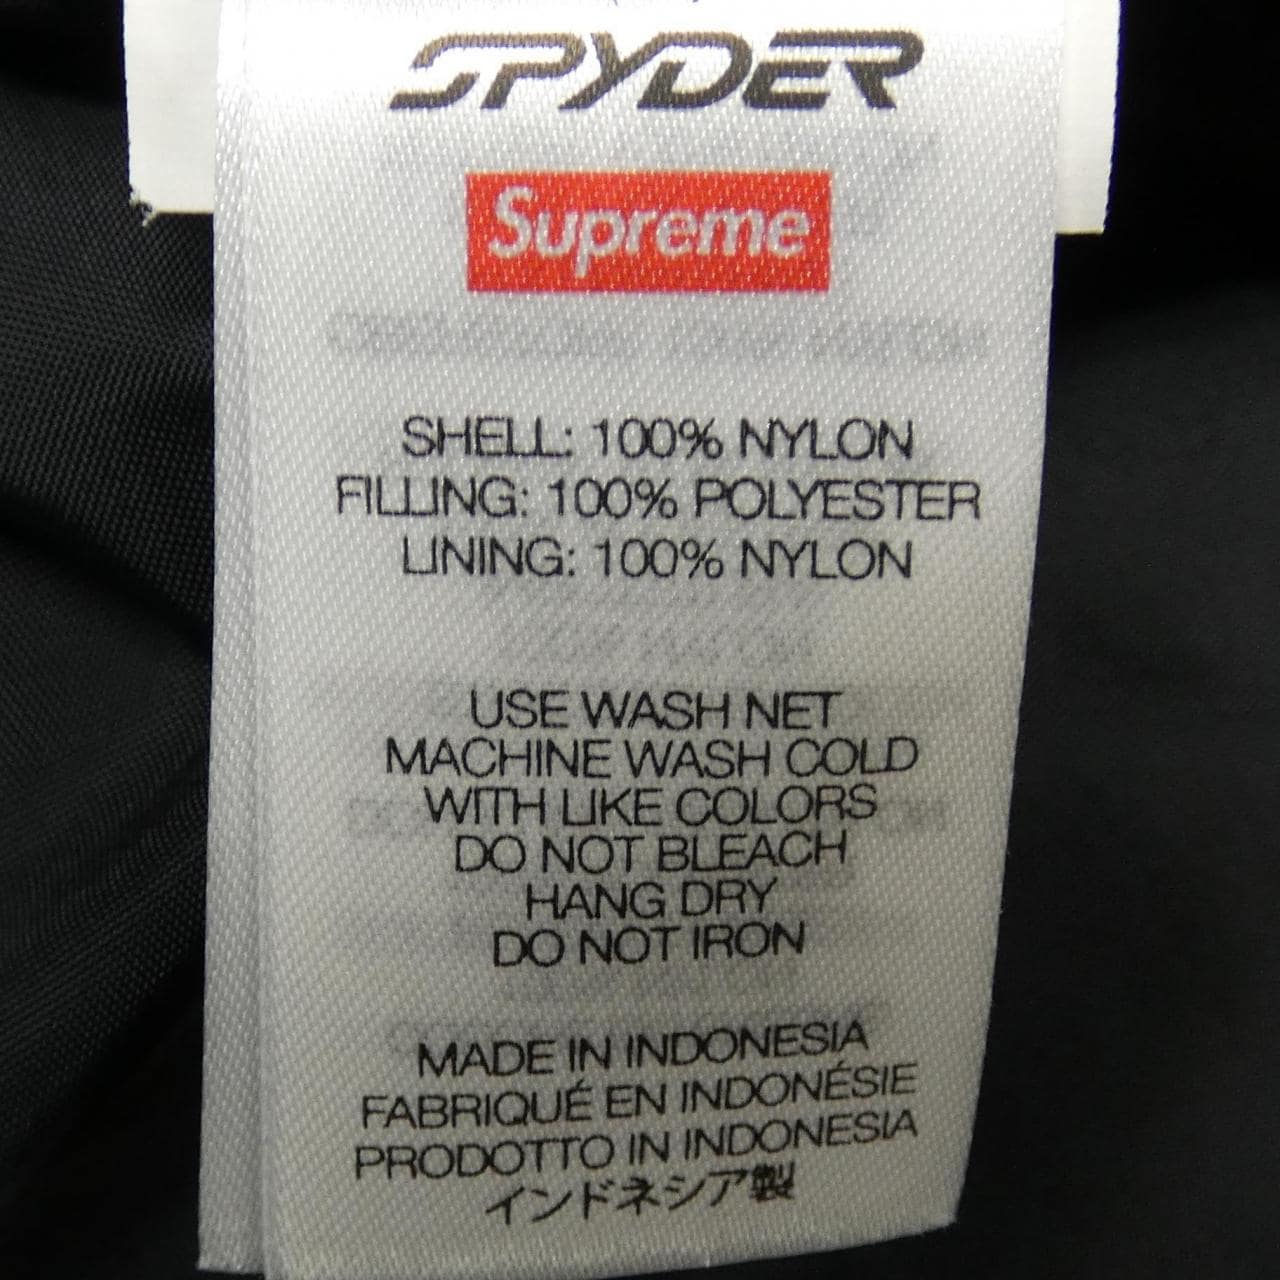 SPYDER
Supreme
SHELL: 100% NYLON
FILLING: 100% POLYESTER
LINING: 100% NYLON
USE WASH NET
MACHINE WASH COLD
WITH LIKE COLORS
DO NOT BLEACH
HANG DRY
DO NOT IRON
MADE IN INDONESIA
FABRIQUÉ EN INDONÉSIE
PRODOTTO IN INDONESIA
インドネシア製